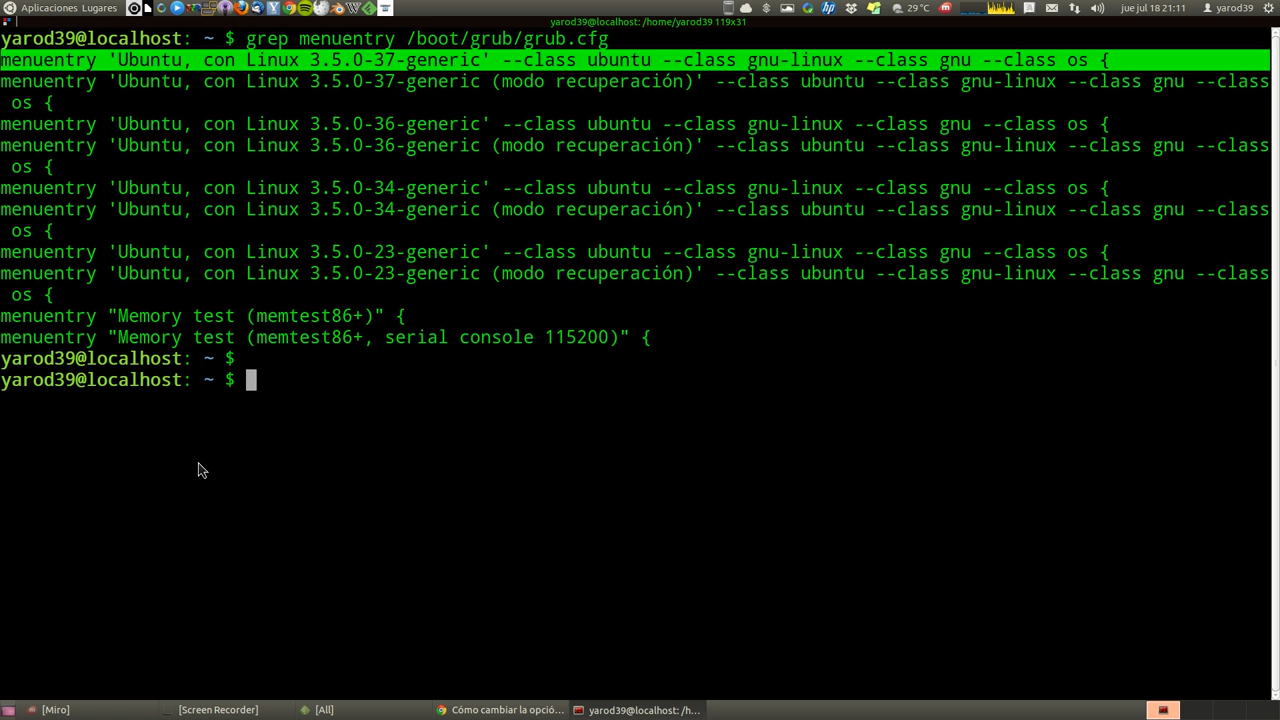 Aplicaciones Lugares
29 °C
jue jul 18 21:11
yarod39
yarod39@localhost: /home/yarod39 119x31
yarod39@localhost: ~ $ grep menuentry /boot/grub/grub.cfg
menuentry 'Ubuntu, con Linux 3.5.0-37-generic' --class ubuntu --class gnu-linux --class gnu --class os {
menuentry 'Ubuntu, con Linux 3.5.0-37-generic (modo recuperación)' --class ubuntu --class gnu-linux --class gnu --class
os {
menuentry 'Ubuntu, con Linux 3.5.0-36-generic' --class ubuntu --class gnu-linux --class gnu --class os {
menuentry 'Ubuntu, con Linux 3.5.0-36-generic (modo recuperación)' --class ubuntu --class gnu-linux --class gnu --class
os {
menuentry 'Ubuntu, con Linux 3.5.0-34-generic' --class ubuntu --class gnu-linux --class gnu --class os {
menuentry 'Ubuntu, con Linux 3.5.0-34-generic (modo recuperación)' --class ubuntu --class gnu-linux --class gnu --class
os {
menuentry 'Ubuntu, con Linux 3.5.0-23-generic' --class ubuntu --class gnu-linux --class gnu --class os {
menuentry 'Ubuntu, con Linux 3.5.0-23-generic (modo recuperación)' --class ubuntu --class gnu-linux --class gnu --class
os {
menuentry "Memory test (memtest86+)" {
menuentry "Memory test (memtest86+, serial console 115200)" {
yarod39@localhost: ~ $
yarod39@localhost: ~ $
[Miro]
[Screen Recorder]
[All]
Cómo cambiar la opció...
yarod39@localhost: /h...